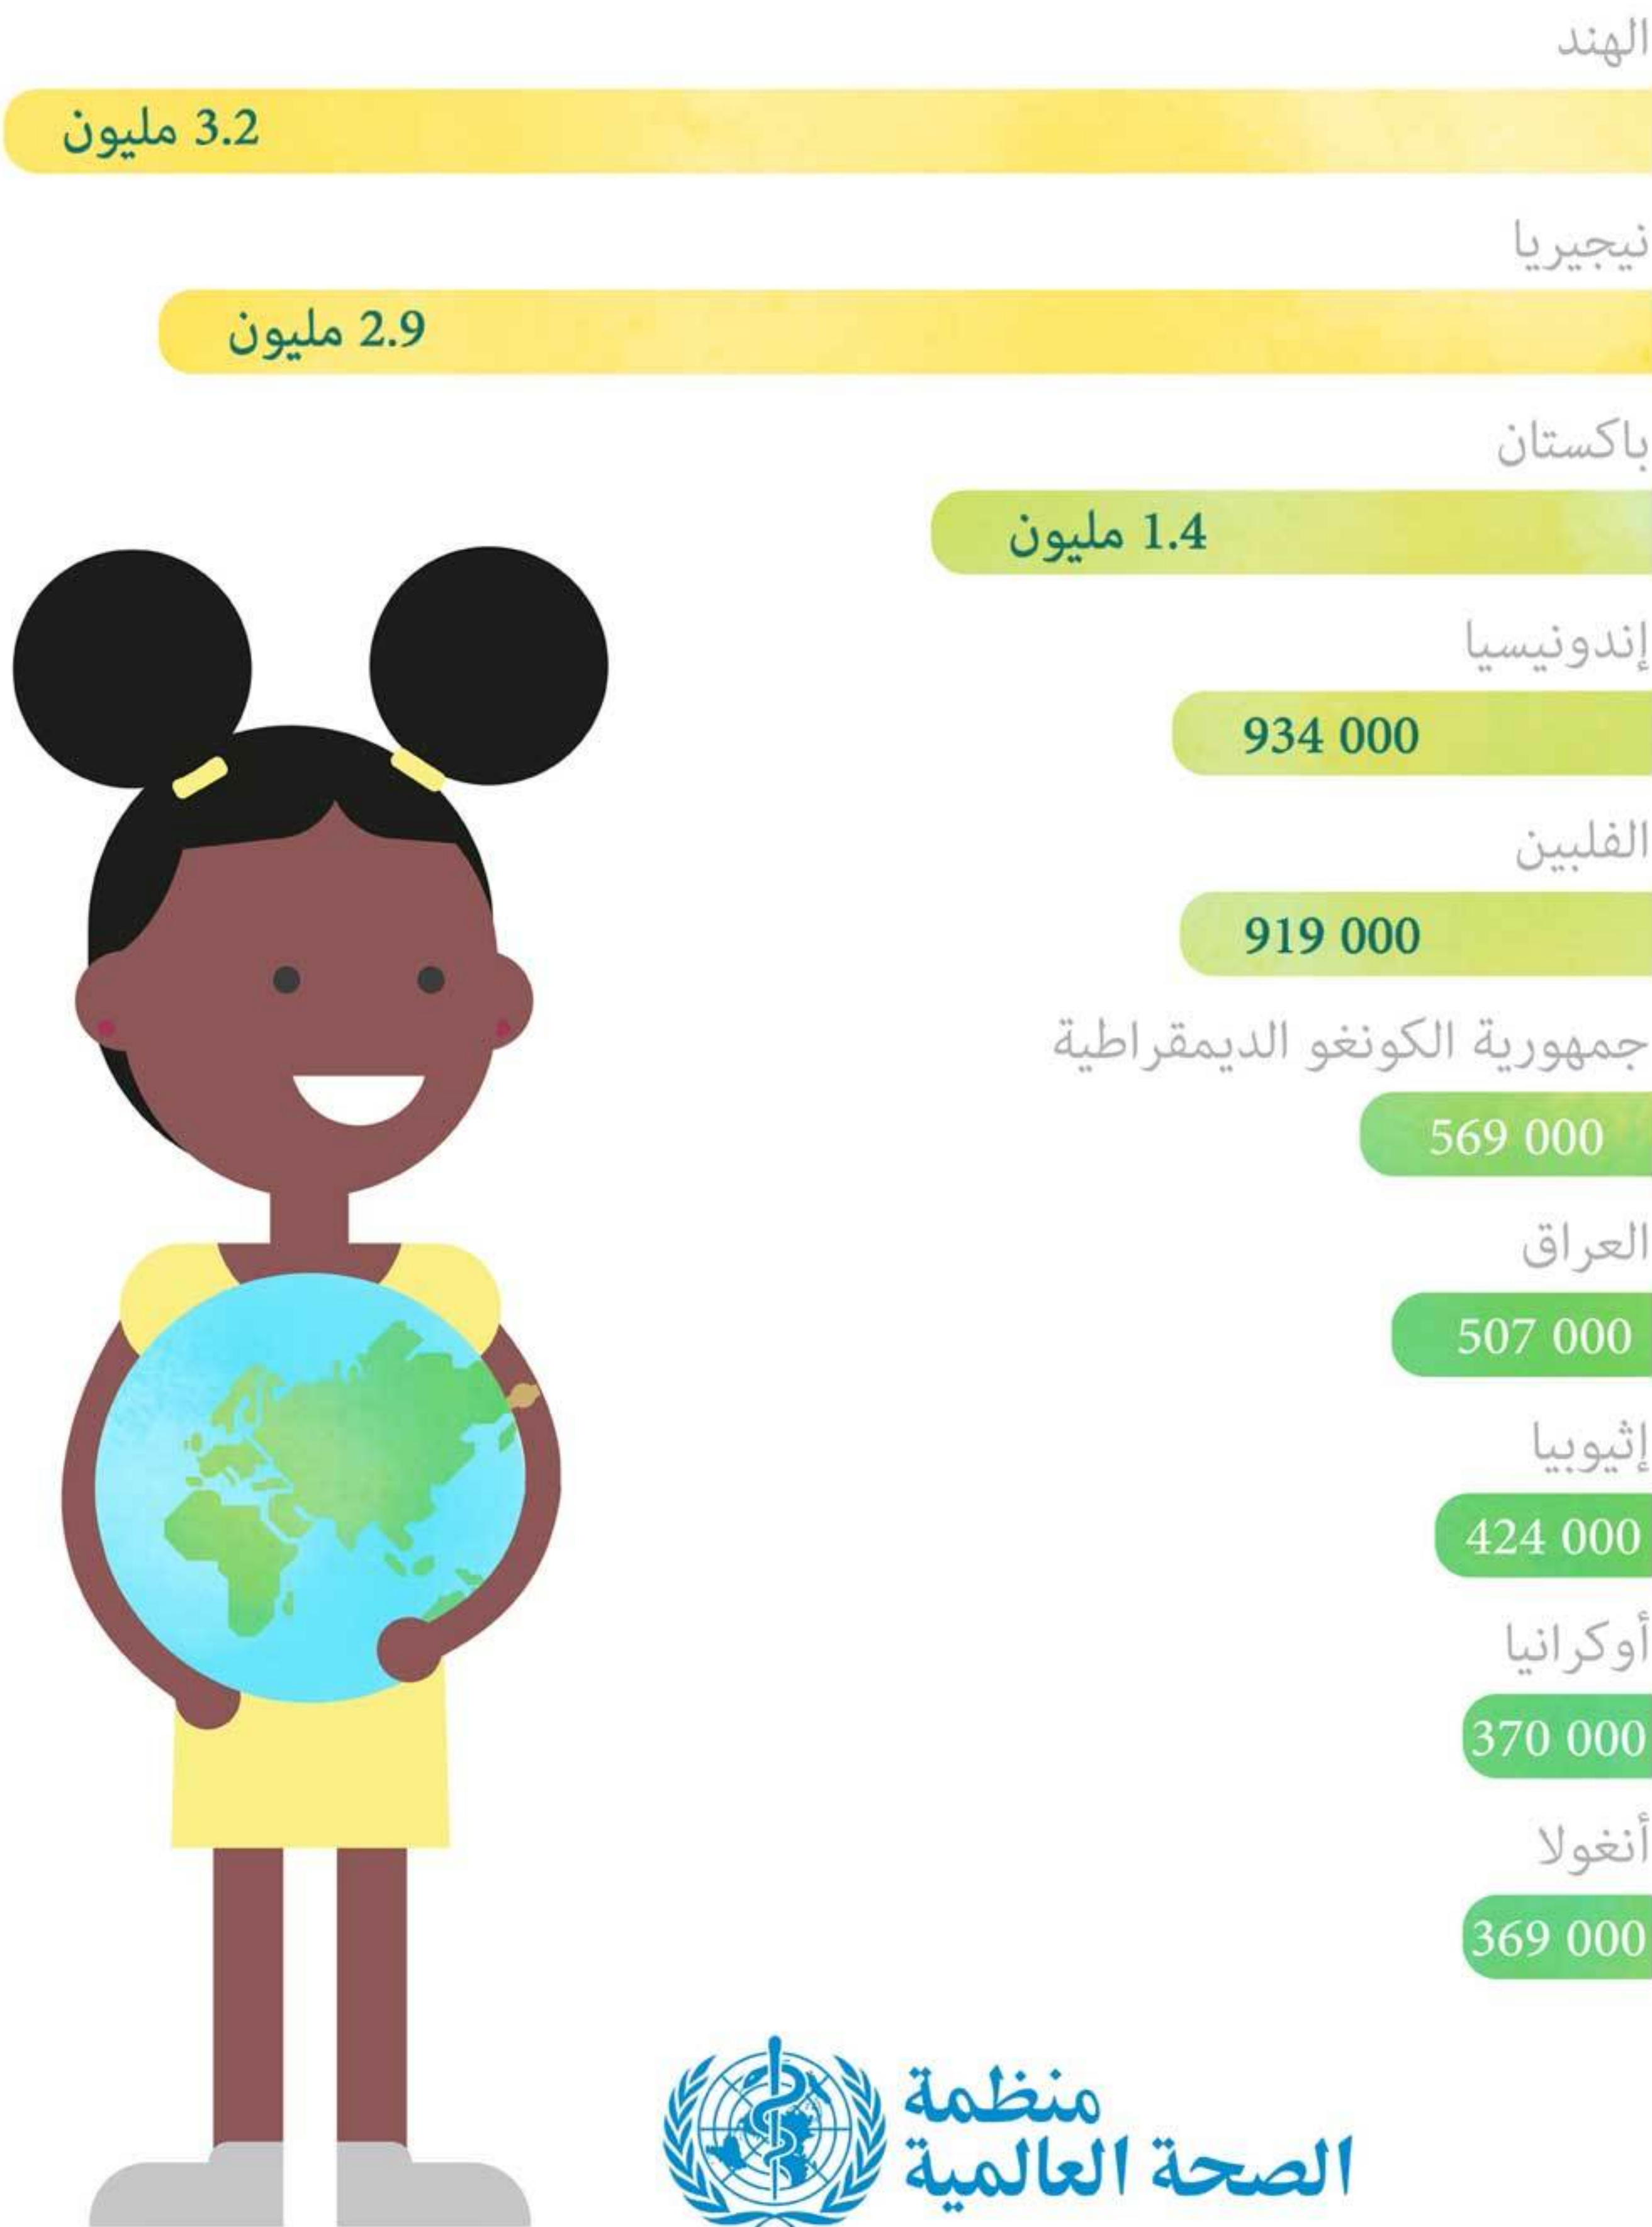 الهند
3.2 مليون
نيجيريا
2.9 مليون
باكستان
1.4 مليون
إندونيسيا
934 000
الفلبين
919 000
جمهورية الكونغو الديمقراطية
569 000
العراق
507 000
إثيوبيا
424 000
أوكرانيا
370 000
أنغولا
369 000
منظمة
الصحة العالمية